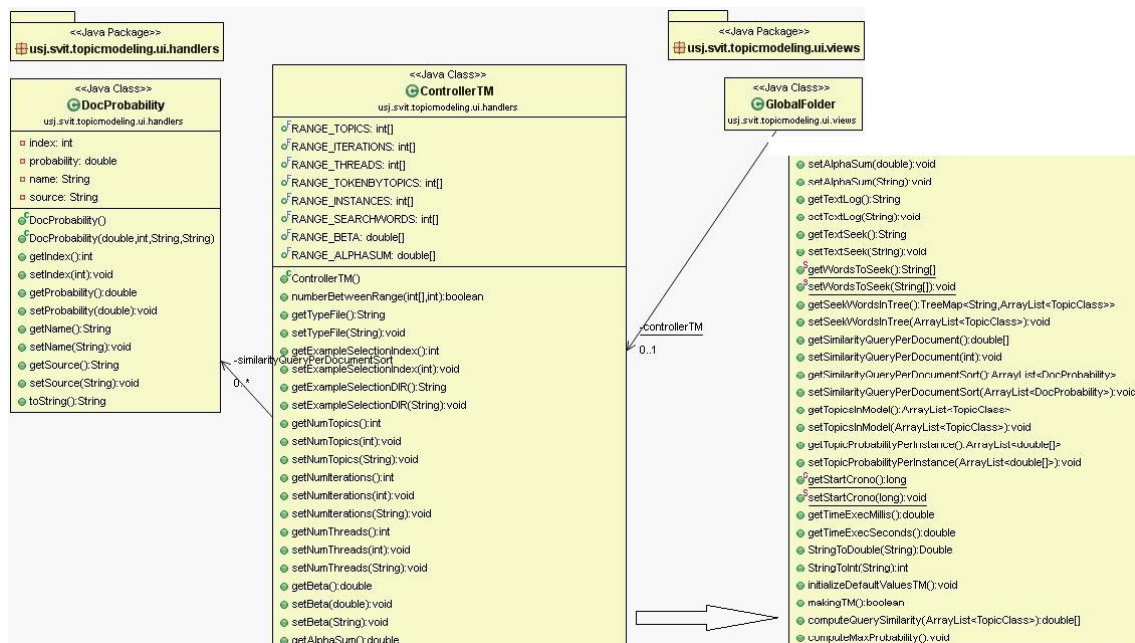 <<Java Package>>
usj.svit.topicmodeling.ui.handlers
<<Java Class>>
DocProbability
usj.svit.topicmodeling.ui.handlers
index: int
probability: double
name: String
source: String
DocProbability()
DocProbability(double,int,String,String)
getIndex():int
setIndex(int):void
getProbability():double
setProbability(double):void
getName():String
setName(String):void
getSource():String
setSource(String):void
toString():String
-similarityQueryPerDocumentSort
0..*
<<Java Class>>
ControllerTM
usj.svit.topicmodeling.ui.handlers
RANGE_TOPICS: int[]
RANGE_ITERATIONS: int[]
RANGE_THREADS: int[]
RANGE_TOKENBYTOPICS: int[]
RANGE_INSTANCES: int[]
RANGE_SEARCHWORDS: int[]
RANGE_BETA: double[]
RANGE_ALPHASUM: double[]
ControllerTM()
numberBetweenRange(int[],int):boolean
getTypeFile():String
setTypeFile(String):void
getExampleSelectionIndex():int
setExampleSelectionIndex(int):void
getExampleSelectionDIR():String
setExampleSelectionDIR(String):void
getNumTopics():int
setNumTopics(int):void
setNumTopics(String):void
getNumIterations():int
setNumIterations(int):void
setNumIterations(String):void
getNumThreads():int
setNumThreads(int):void
setNumThreads(String):void
getBeta():double
setBeta(double):void
setBeta(String):void
getAlphaSum():double
<<Java Package>>
usj.svit.topicmodeling.ui.views
<<Java Class>>
GlobalFolder
usj.svit.topicmodeling.ui.views
-controllerTM
0..1
setAlphaSum(double):void
setAlphaSum(String):void
getTextLog():String
setTextLog(String):void
getTextSeek():String
setTextSeek(String):void
getWordsToSeek():String[]
setWordsToSeek(String[]):void
getSeekWordsInTree():TreeMap<String,ArrayList<TopicClass>>
setSeekWordsInTree(ArrayList<TopicClass>):void
getSimilarityQueryPerDocument():double[]
setSimilarityQueryPerDocument(int):void
getSimilarityQueryPerDocumentSort():ArrayList<DocProbability>
setSimilarityQueryPerDocumentSort(ArrayList<DocProbability>):void
getTopicsInModel():ArrayList<TopicClass>
setTopicsInModel(ArrayList<TopicClass>):void
getTopicProbabilityPerInstance():ArrayList<double[]>
setTopicProbabilityPerInstance(ArrayList<double[]>):void
getStartCrono():long
setStartCrono(long):void
getTimeExecMillis():double
getTimeExecSeconds():double
StringToDouble(String):Double
StringToInt(String):int
initializeDefaultValuesTM():void
makingTM():boolean
computeQuerySimilarity(ArrayList<TopicClass>):double[]
computeMaxProbability():void